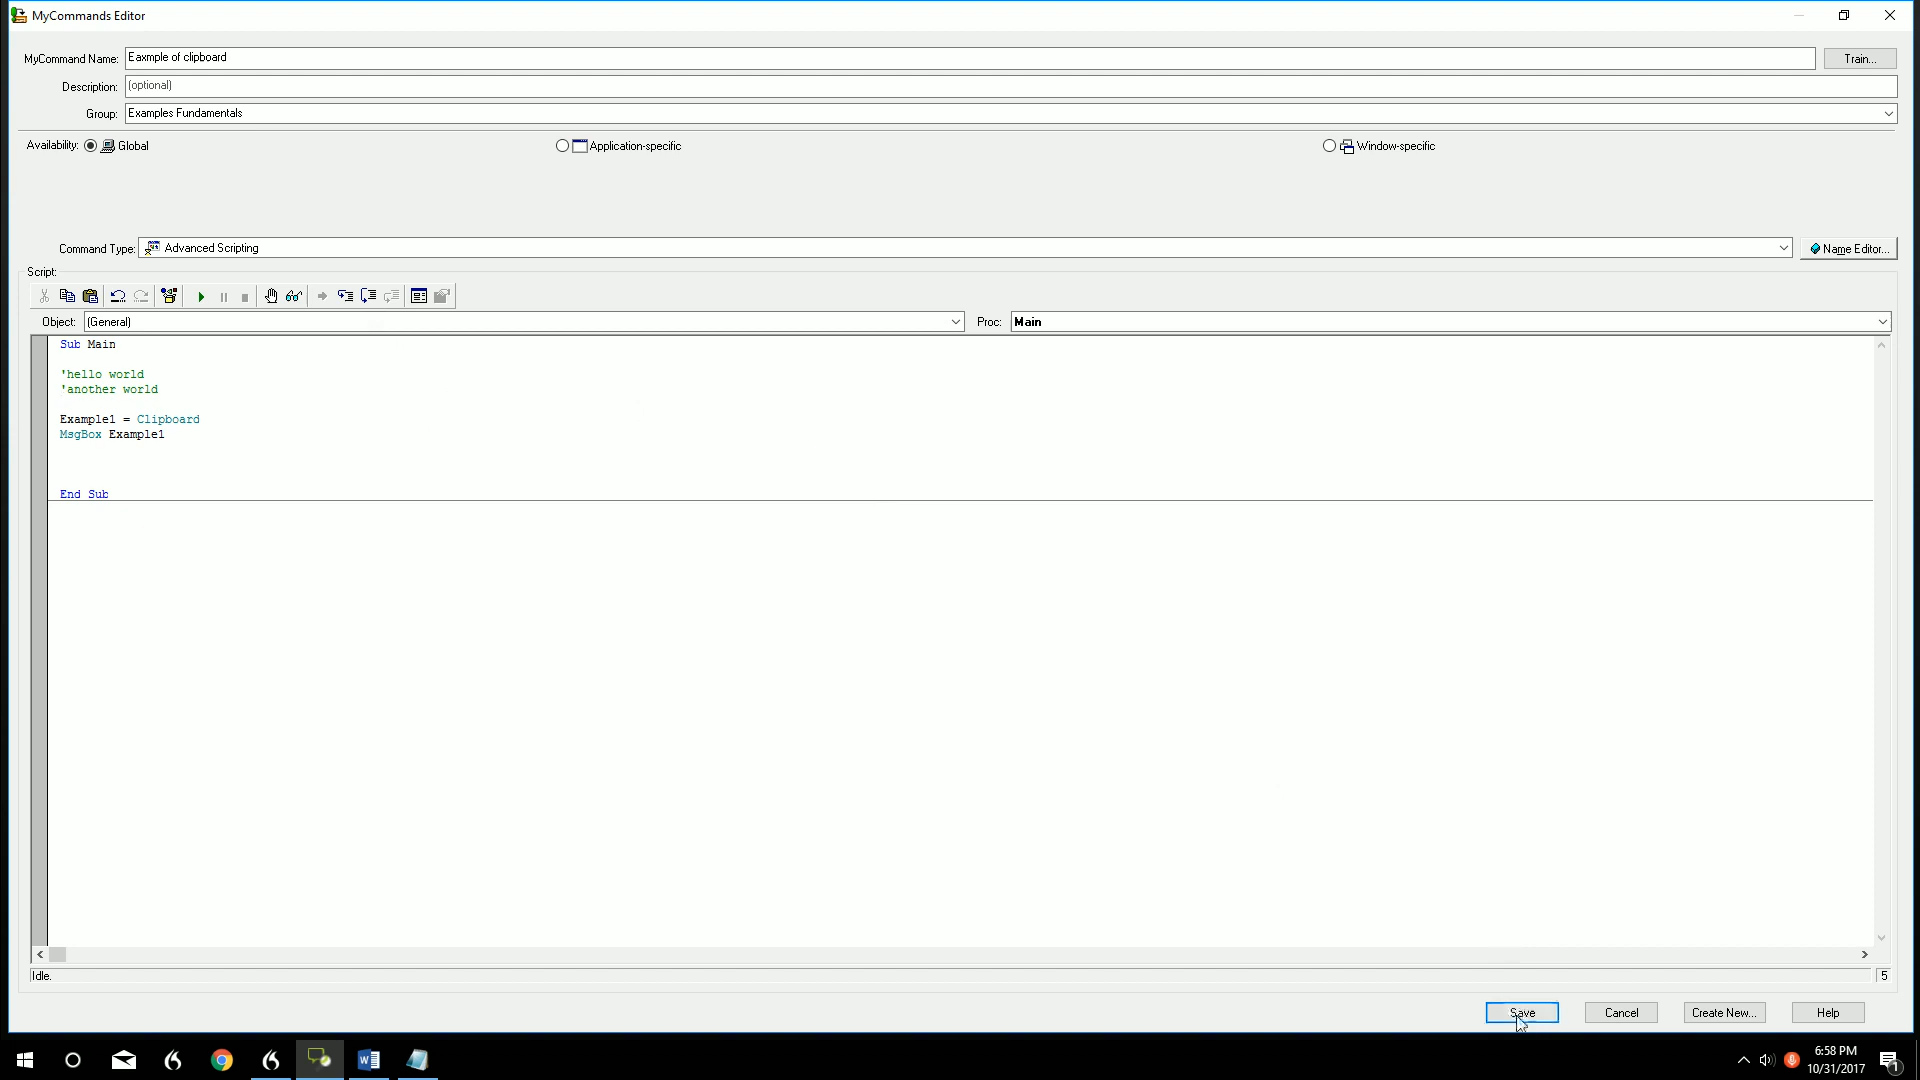 MyCommands Editor
MyCommand Name: Eaxmple of clipboard Train...
Description: (optional)
Group: Examples Fundamentals
Availability: Global Application-specific Window-specific
Command Type: Advanced Scripting Name Editor...
Script:
Object: (General) Proc: Main
Sub Main
'hello world
'another world
Example1 = Clipboard
MsgBox Example1
End Sub
Idle. 5
Save Cancel Create New... Help
6:58 PM
10/31/2017
1